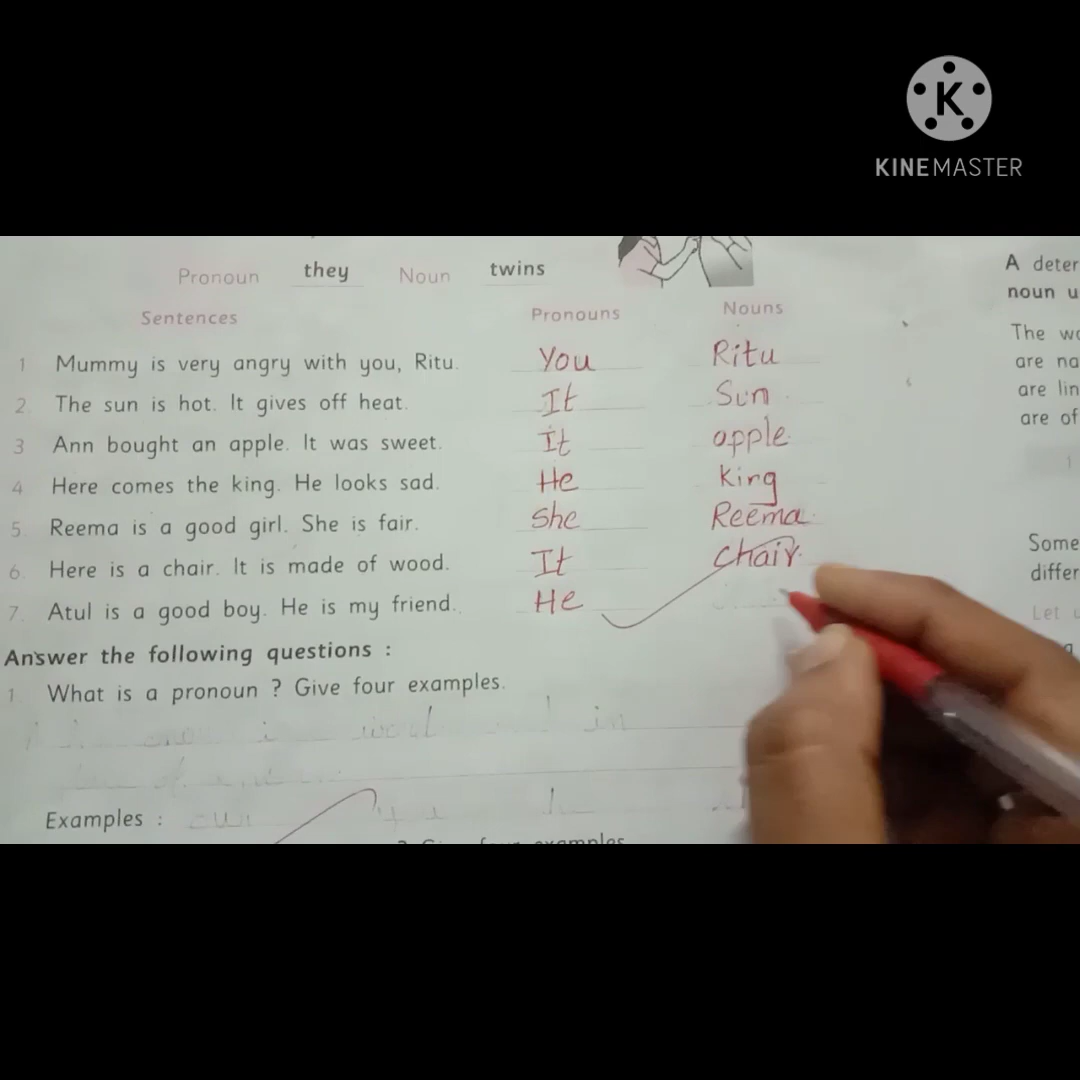 KINEMASTER
Pronoun they Noun twins
Sentences Pronouns Nouns
1 Mummy is very angry with you, Ritu. You Ritu
2. The sun is hot. It gives off heat. It Sun
3 Ann bought an apple. It was sweet. It apple
4 Here comes the king. He looks sad. He King
5. Reema is a good girl. She is fair. She Reema
6. Here is a chair. It is made of wood. It Chair
7. Atul is a good boy. He is my friend. He
Answer the following questions :
1. What is a pronoun ? Give four examples.
in
Examples :
examples
A
noun
The
are
are
are of
Some
Let